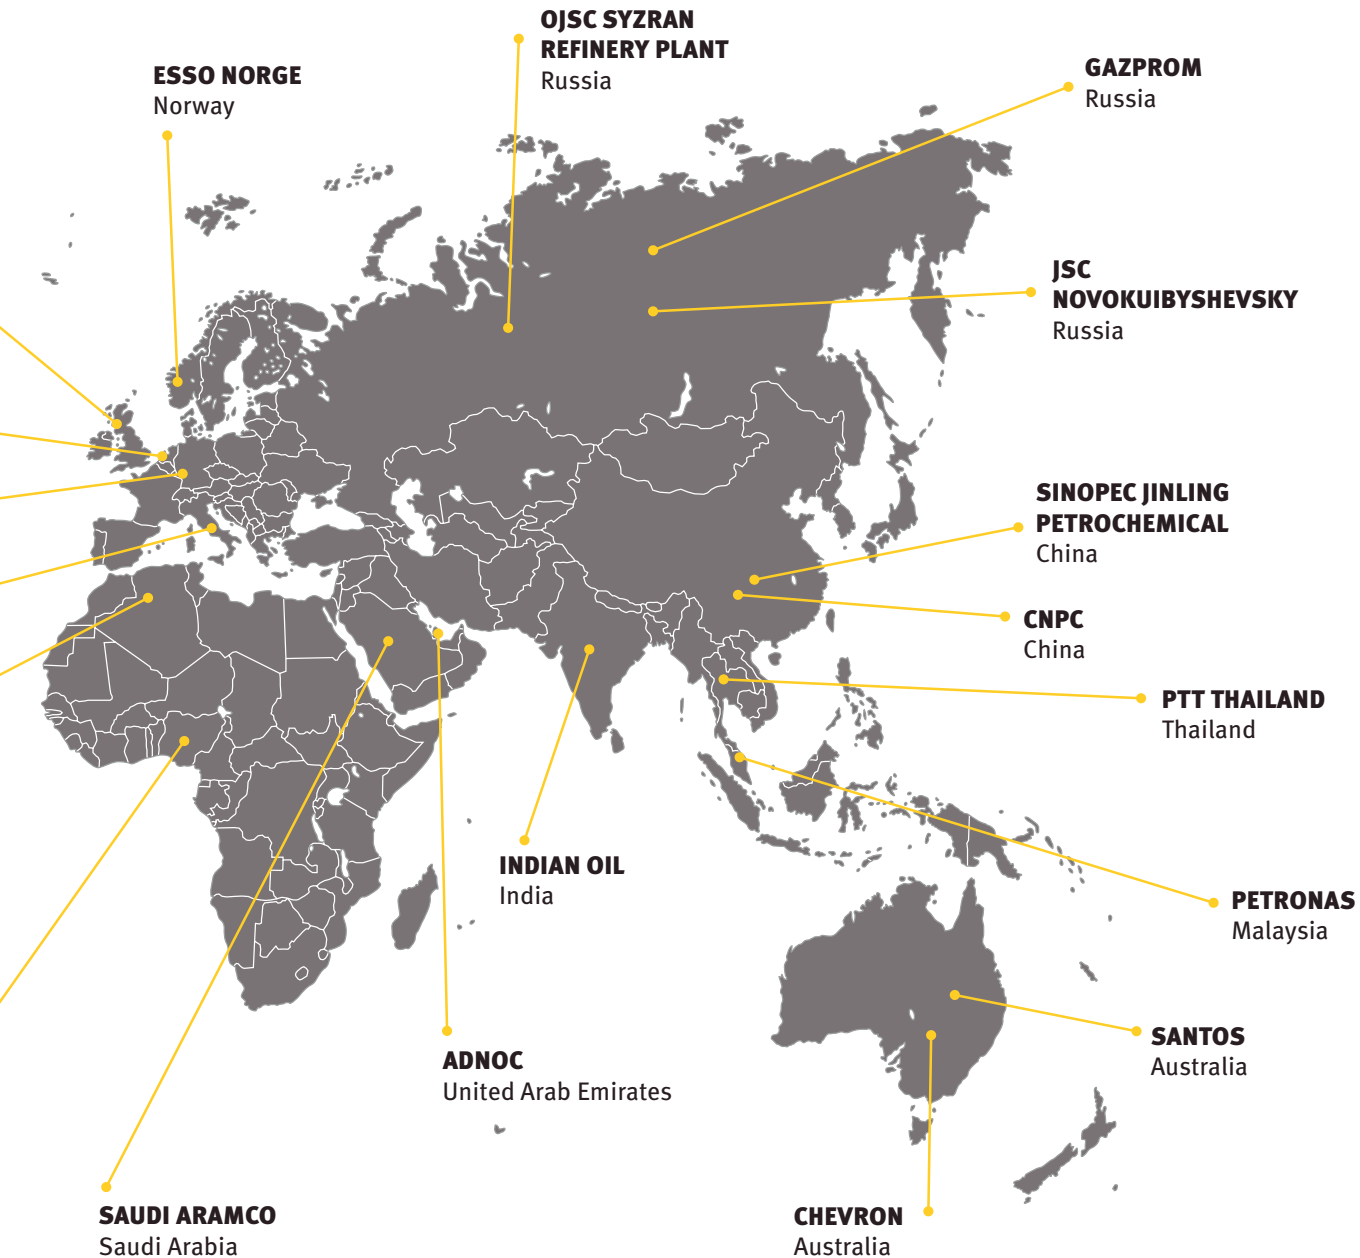 OJSC SYZRAN
REFINERY PLANT
Russia
ESSO NORGE
Norway
GAZPROM
Russia
JSC
NOVOKUIBYSHEVSKY
Russia
SINOPEC JINLING
PETROCHEMICAL
China
CNPC
China
PTT THAILAND
Thailand
INDIAN OIL
India
PETRONAS
Malaysia
ADNOC
United Arab Emirates
SANTOS
Australia
SAUDI ARAMCO
Saudi Arabia
CHEVRON
Australia